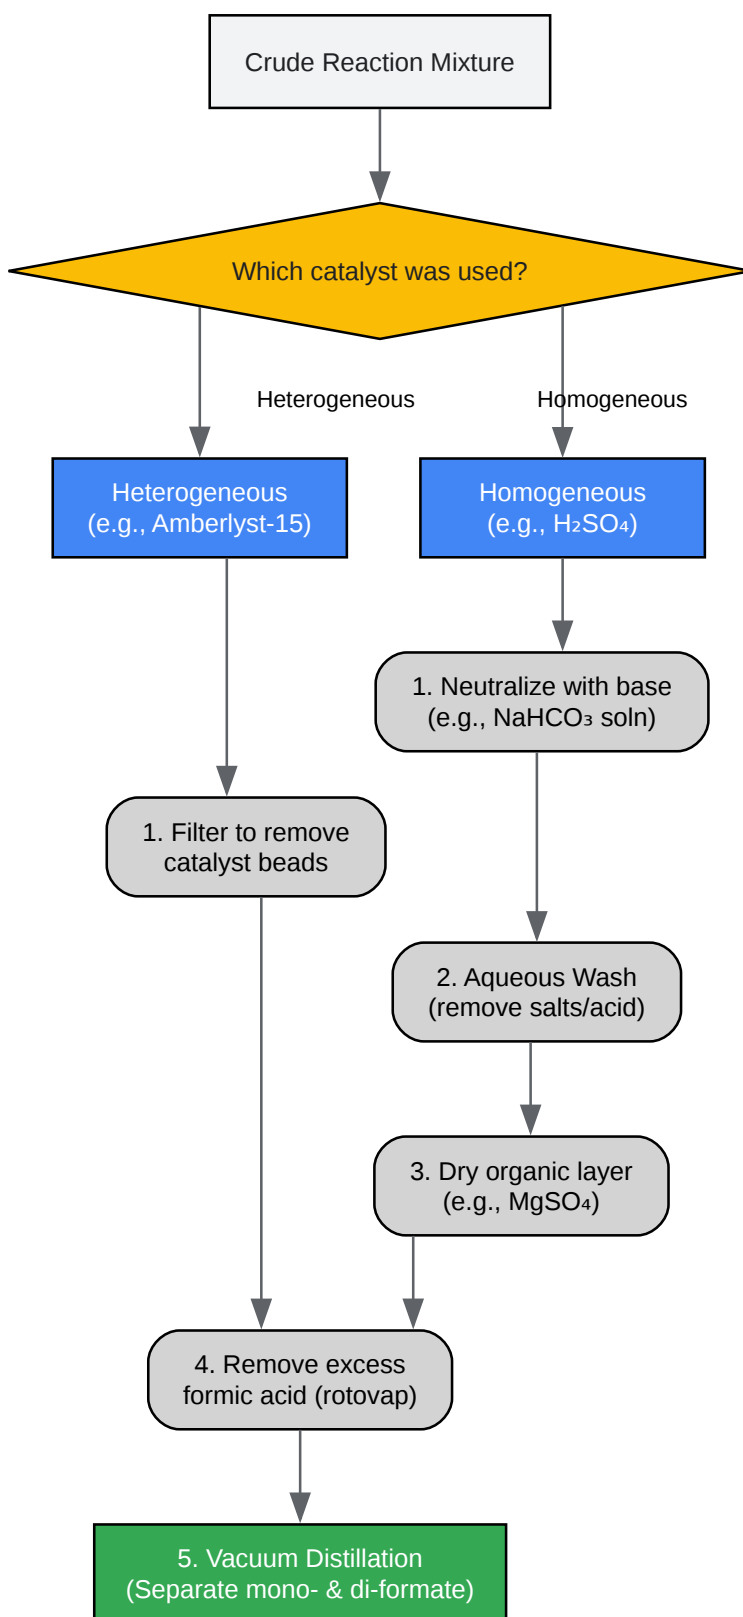 Crude Reaction Mixture
Which catalyst was used?
Heterogeneous
Homogeneous
Heterogeneous
(e.g., Amberlyst-15)
Homogeneous
(e.g., H₂SO₄)
1. Neutralize with base
(e.g., NaHCO₃ soln)
1. Filter to remove
catalyst beads
2. Aqueous Wash
(remove salts/acid)
3. Dry organic layer
(e.g., MgSO₄)
4. Remove excess
formic acid (rotovap)
5. Vacuum Distillation
(Separate mono- & di-formate)